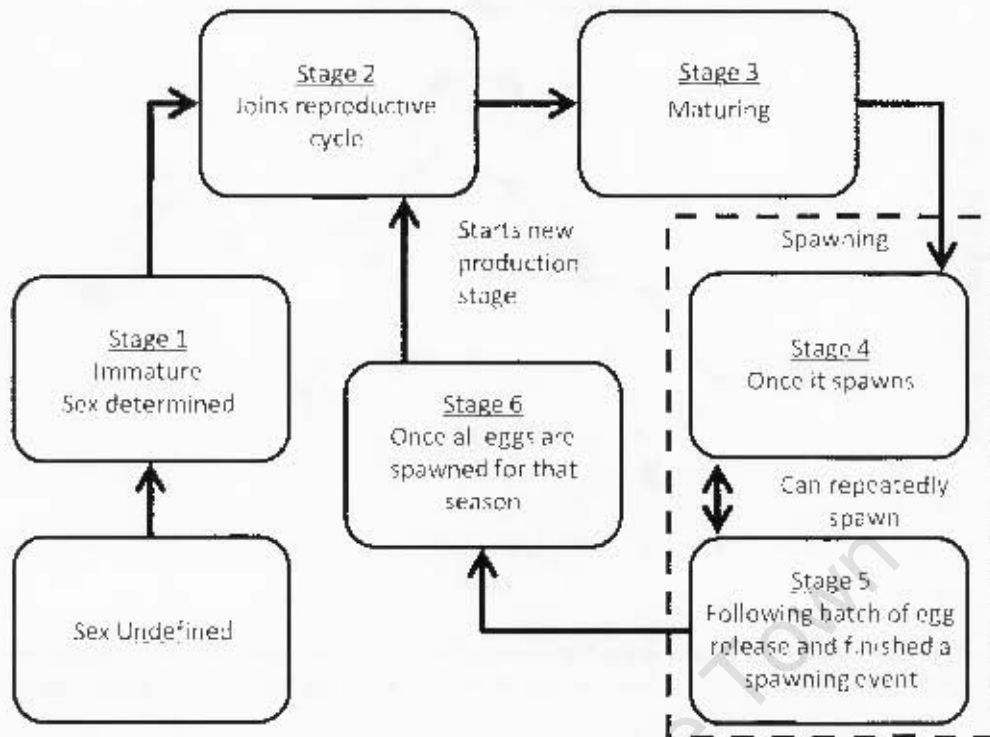 Stage 2
Joins reproductive
cycle
Stage 3
Maturing
Starts new
production
stage
Spawning
Stage 1
Immature
Sex determined
Stage 4
Once it spawns
Stage 6
Once all eggs are
spawned for that
season
Can repeatedly
spawn
Sex Undefined
Stage 5
Following batch of egg
release and finished a
spawning event
e Town